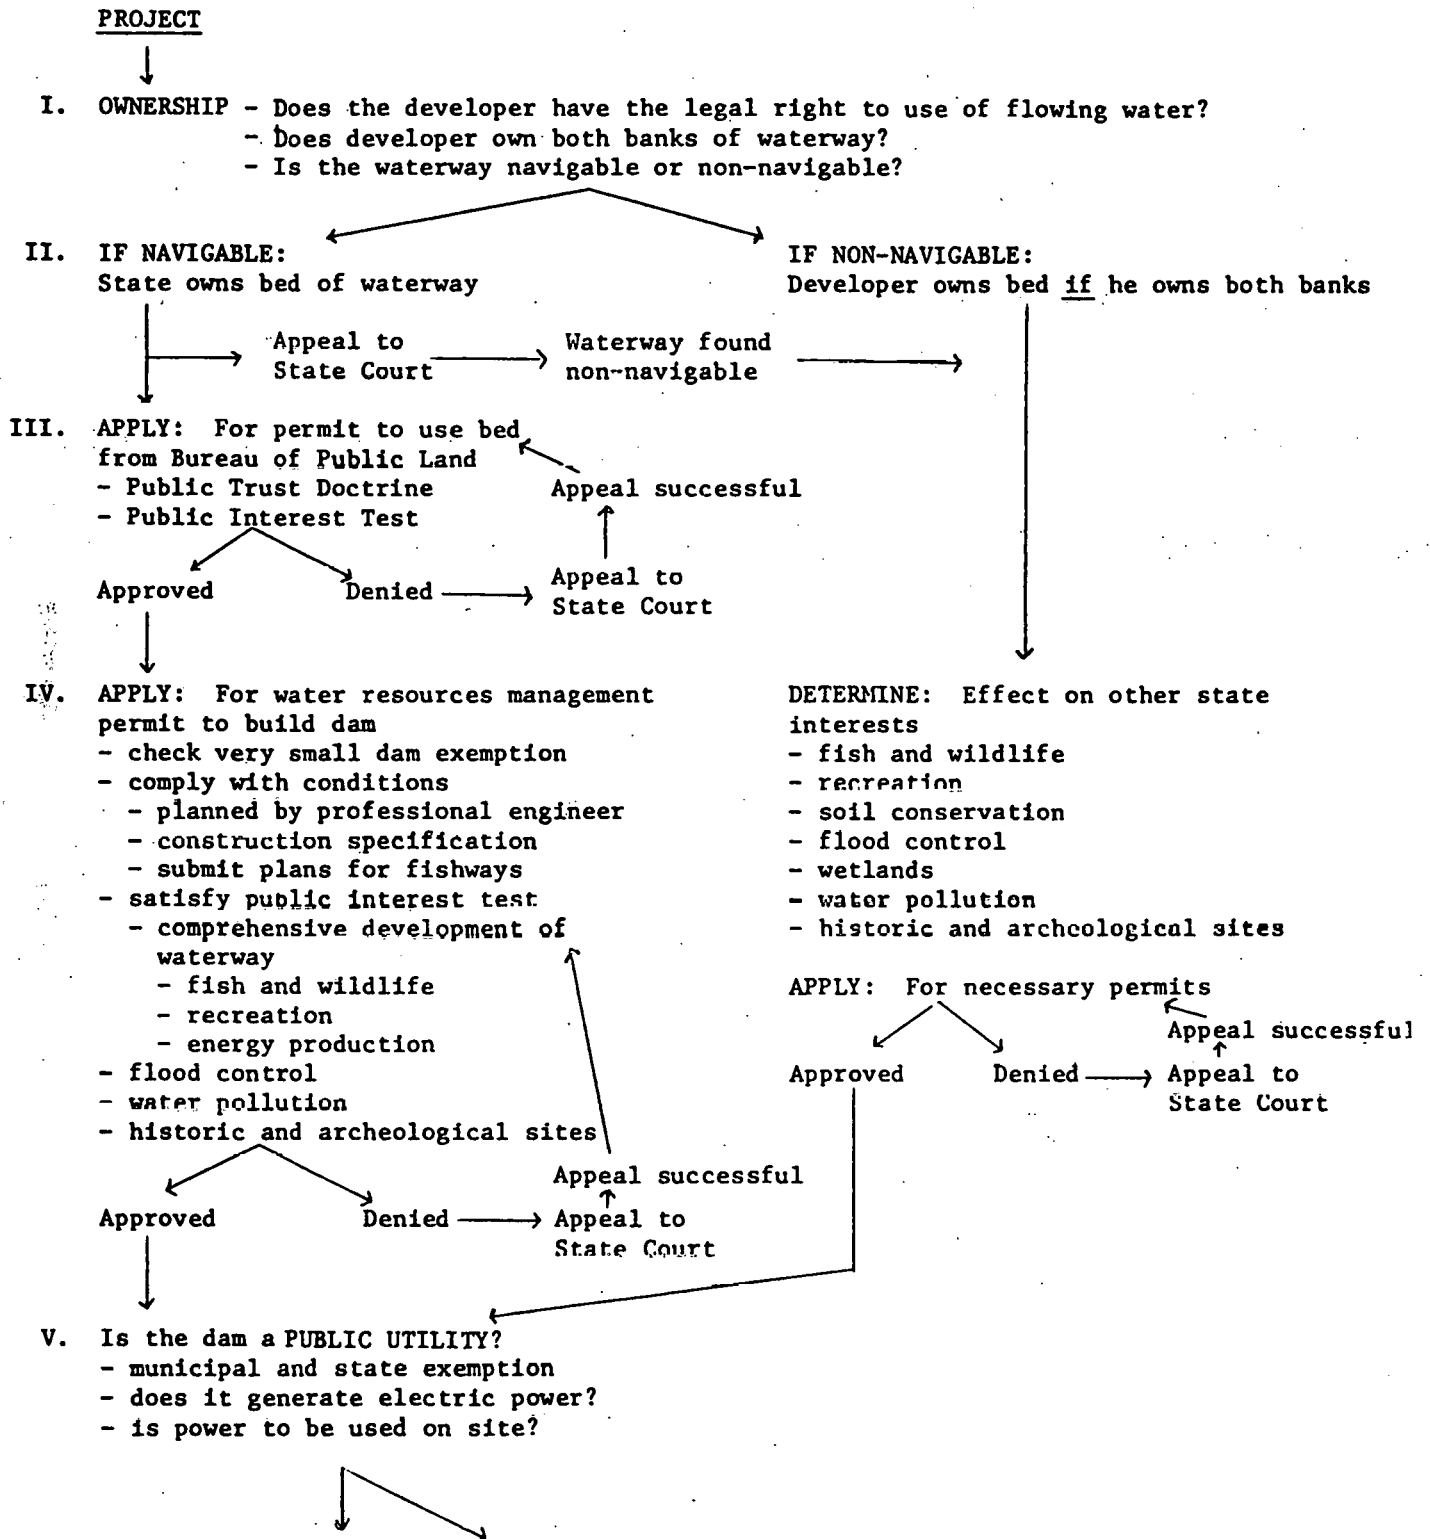 PROJECT
I. OWNERSHIP - Does the developer have the legal right to use of flowing water?
- Does developer own both banks of waterway?
- Is the waterway navigable or non-navigable?
II. IF NAVIGABLE:
State owns bed of waterway
IF NON-NAVIGABLE:
Developer owns bed if he owns both banks
Appeal to
State Court
Waterway found
non-navigable
III. APPLY: For permit to use bed
from Bureau of Public Land
- Public Trust Doctrine
- Public Interest Test
Appeal successful
Approved
Denied
Appeal to
State Court
IV. APPLY: For water resources management
permit to build dam
- check very small dam exemption
- comply with conditions
- planned by professional engineer
- construction specification
- submit plans for fishways
- satisfy public interest test
- comprehensive development of
waterway
- fish and wildlife
- recreation
- energy production
- flood control
- water pollution
- historic and archeological sites
Appeal successful
Approved
Denied
Appeal to
State Court
DETERMINE: Effect on other state
interests
- fish and wildlife
- recreation
- soil conservation
- flood control
- wetlands
- water pollution
- historic and archeological sites
APPLY: For necessary permits
Appeal successful
Approved
Denied
Appeal to
State Court
V. Is the dam a PUBLIC UTILITY?
- municipal and state exemption
- does it generate electric power?
- is power to be used on site?